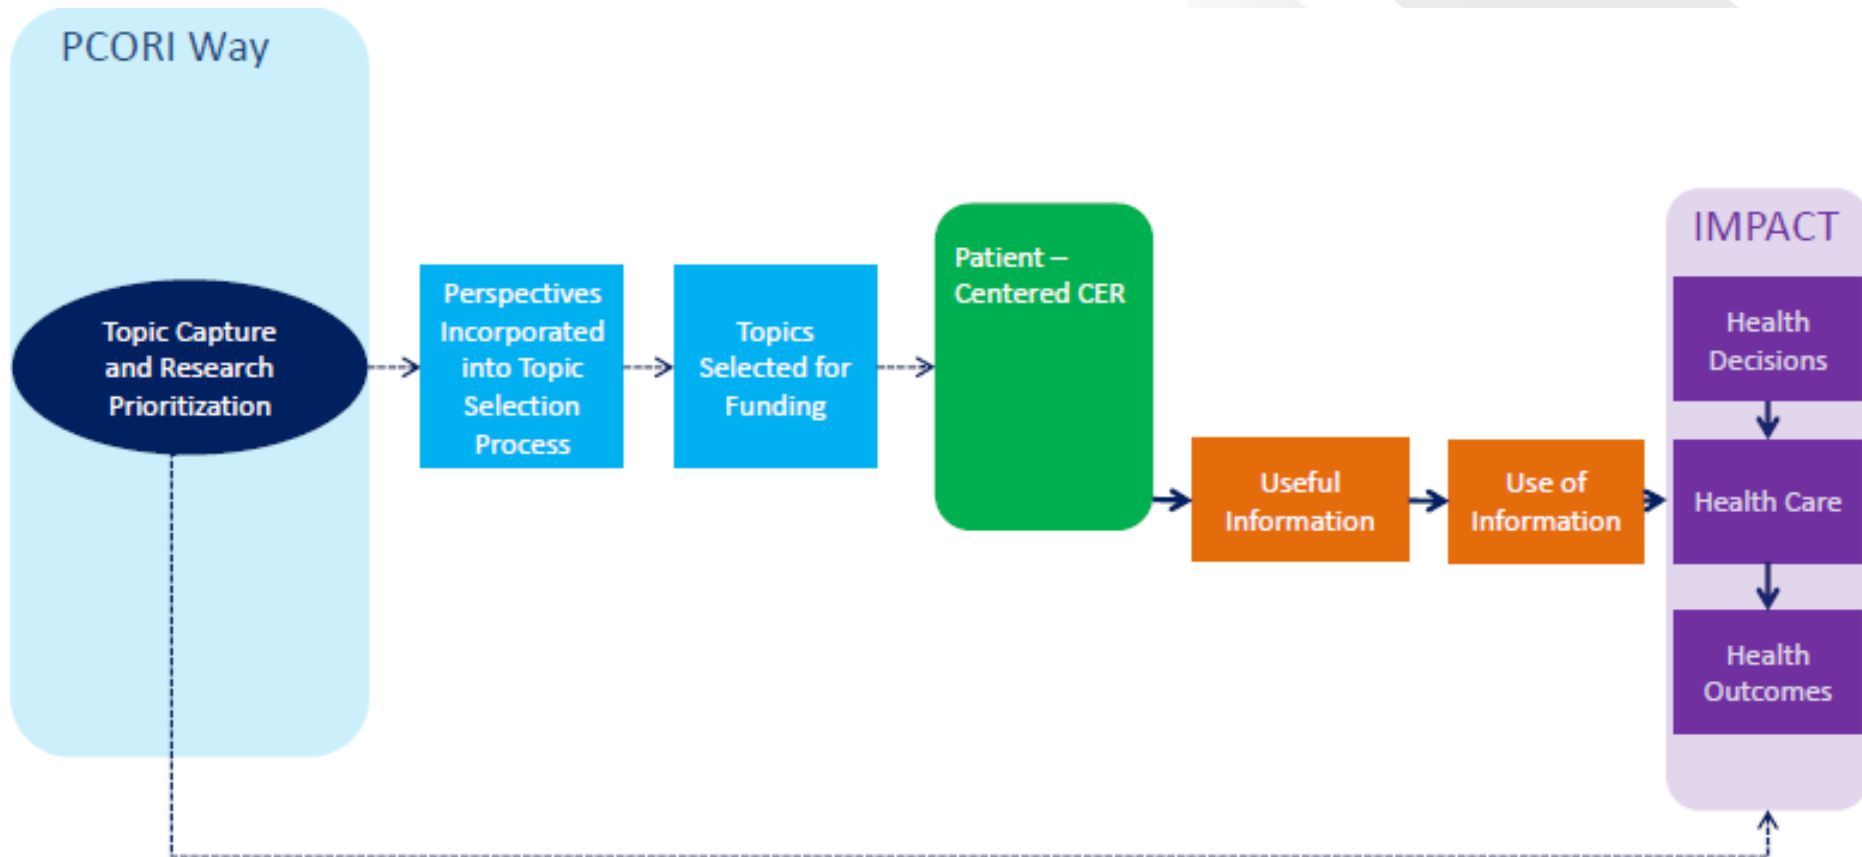 PCORI Way
Topic Capture
and Research
Prioritization
Perspectives
Incorporated
into Topic
Selection
Process
Topics
Selected for
Funding
Patient –
Centered CER
Useful
Information
Use of
Information
IMPACT
Health
Decisions
Health Care
Health
Outcomes